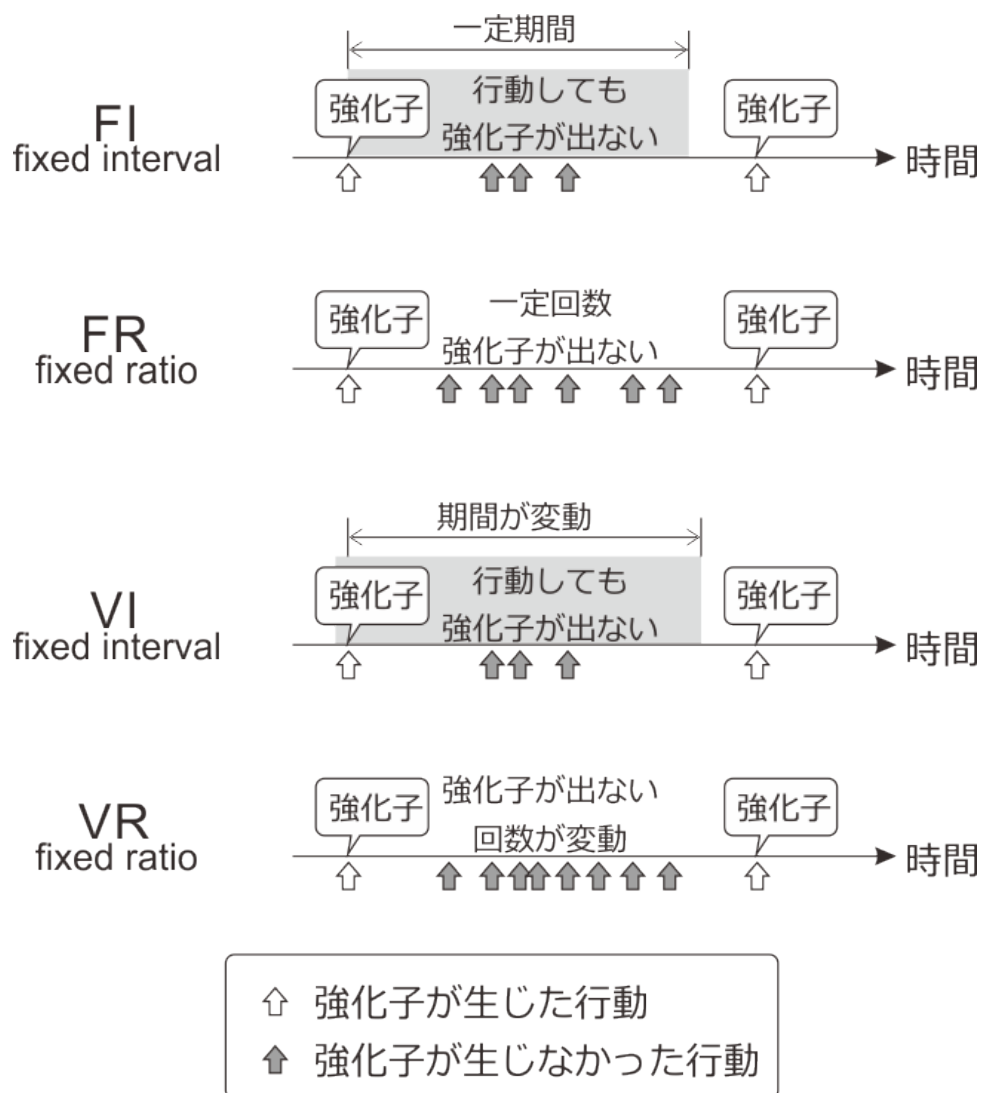 一定期間
FI
fixed interval
強化子
行動しても
強化子が出ない
強化子
時間
FR
fixed ratio
強化子
一定回数
強化子が出ない
強化子
時間
期間が変動
VI
fixed interval
強化子
行動しても
強化子が出ない
強化子
時間
VR
fixed ratio
強化子
強化子が出ない
回数が変動
強化子
時間
強化子が生じた行動
強化子が生じなかった行動